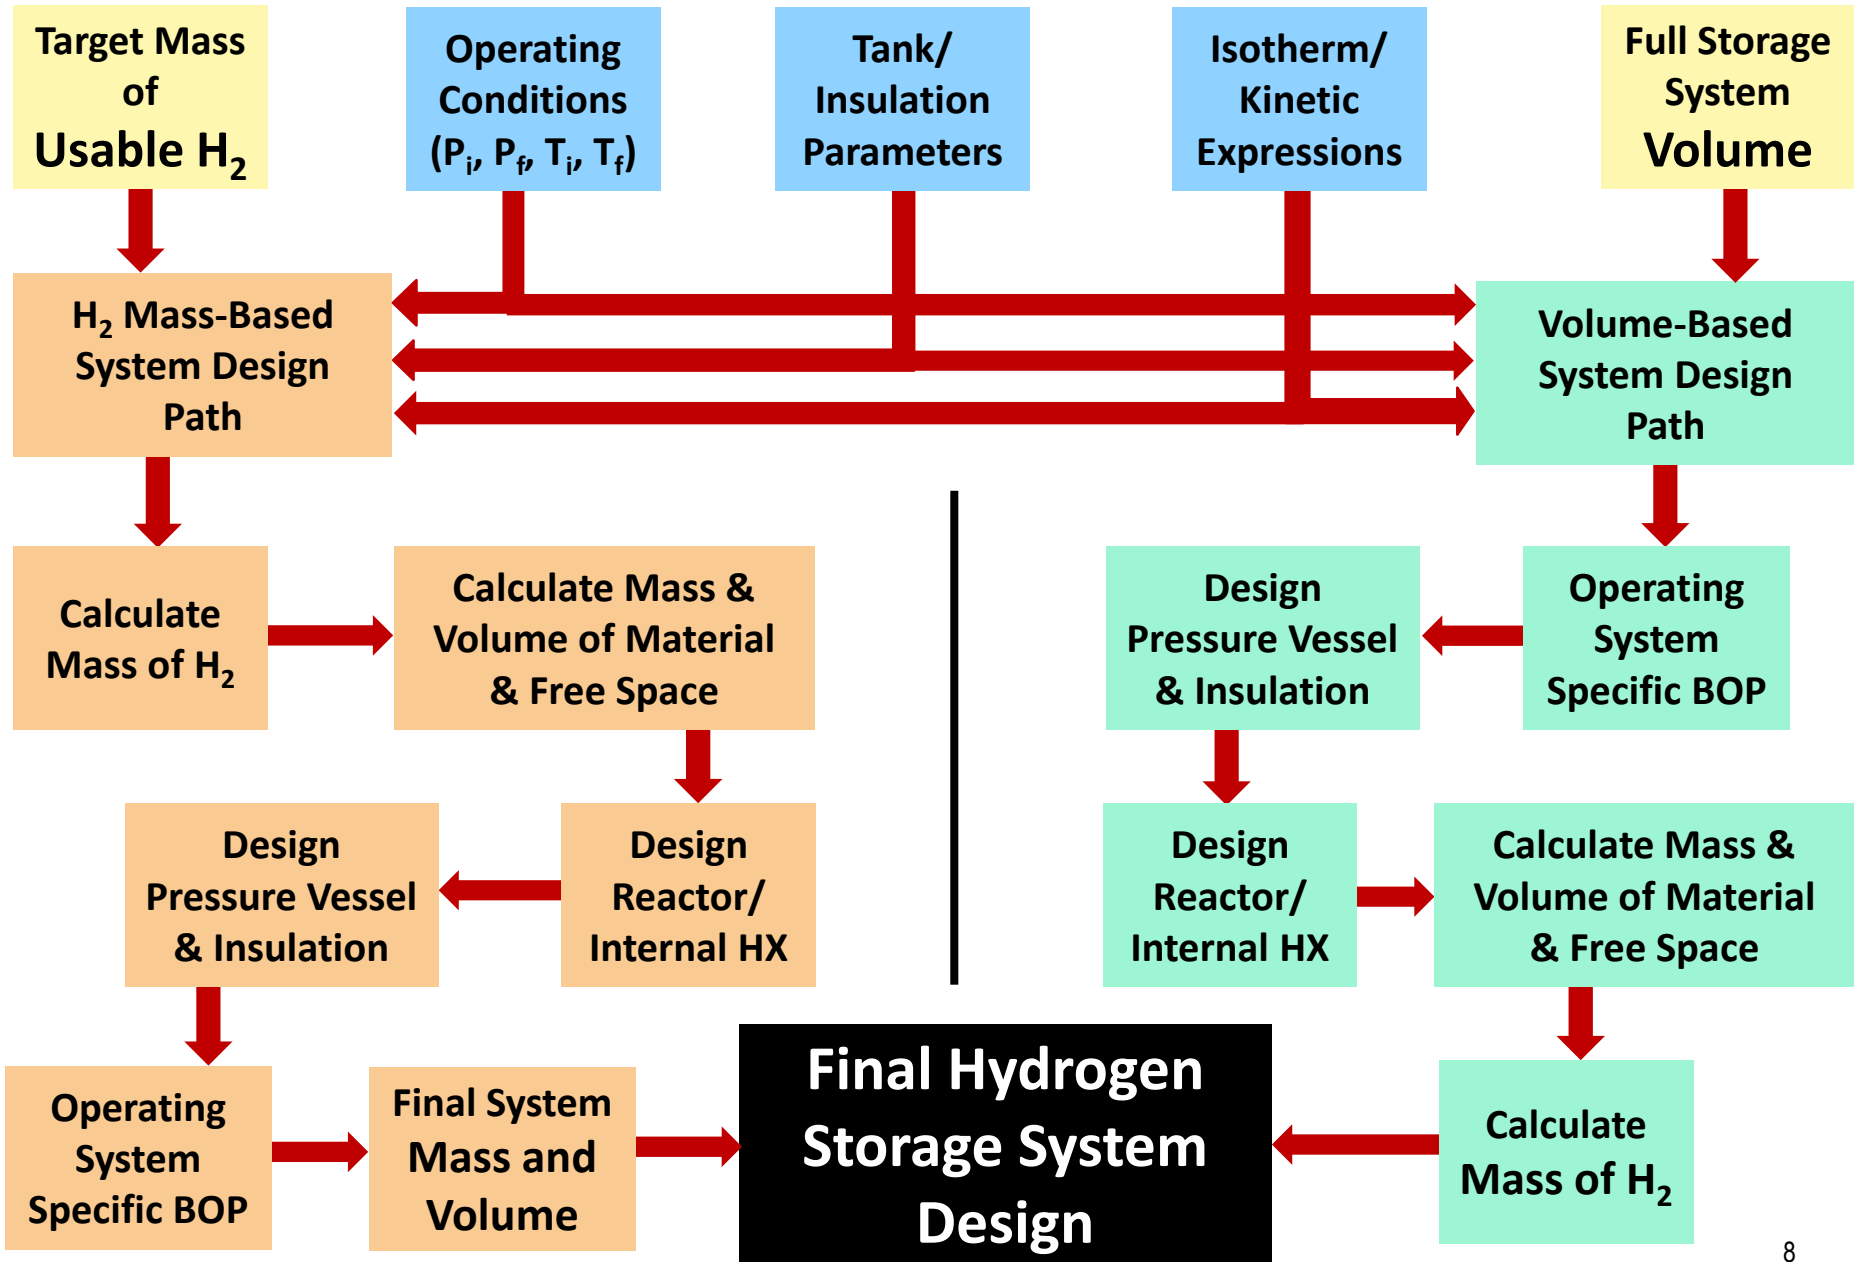 Target Mass
of
Usable H₂
Operating
Conditions
(Pᵢ, P_f, Tᵢ, T_f)
Tank/
Insulation
Parameters
Isotherm/
Kinetic
Expressions
Full Storage
System
Volume
H₂ Mass-Based
System Design
Path
Volume-Based
System Design
Path
Calculate
Mass of H₂
Calculate Mass &
Volume of Material
& Free Space
Design
Pressure Vessel
& Insulation
Operating
System
Specific BOP
Design
Pressure Vessel
& Insulation
Design
Reactor/
Internal HX
Design
Reactor/
Internal HX
Calculate Mass &
Volume of Material
& Free Space
Operating
System
Specific BOP
Final System
Mass and
Volume
Final Hydrogen
Storage System
Design
Calculate
Mass of H₂
8